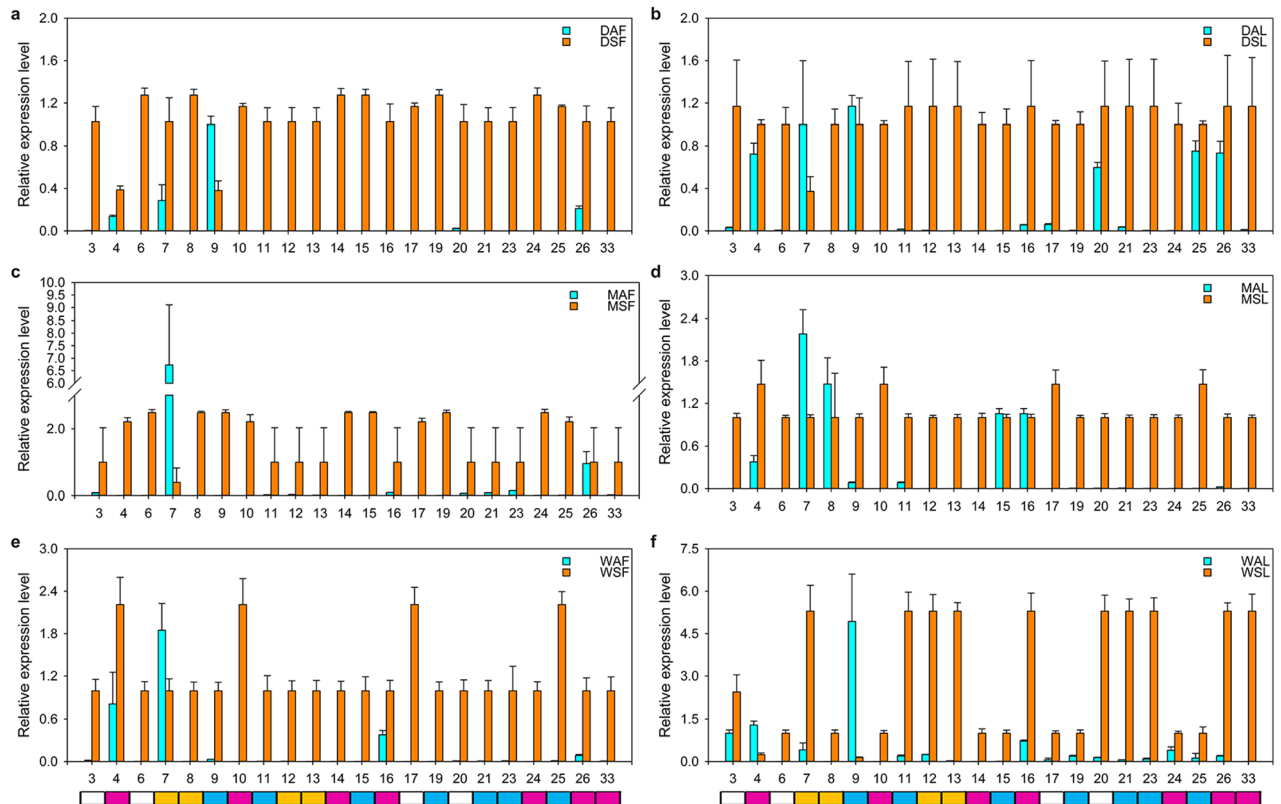 a
2.0
1.6
1.2
0.8
0.4
0.0
Relative expression level
DAF
DSF
3 4 6 7 8 9 10 11 12 13 14 15 16 17 19 20 21 23 24 25 26 33
b
2.0
1.6
1.2
0.8
0.4
0.0
Relative expression level
DAL
DSL
3 4 6 7 8 9 10 11 12 13 14 15 16 17 19 20 21 23 24 25 26 33
c
10.0
9.5
9.0
8.5
8.0
7.5
7.0
6.5
6.0
2.0
0.0
Relative expression level
MAF
MSF
3 4 6 7 8 9 10 11 12 13 14 15 16 17 19 20 21 23 24 25 26 33
d
3.0
2.4
1.8
1.2
0.6
0.0
Relative expression level
MAL
MSL
3 4 6 7 8 9 10 11 12 13 14 15 16 17 19 20 21 23 24 25 26 33
e
3.0
2.4
1.8
1.2
0.6
0.0
Relative expression level
WAF
WSF
3 4 6 7 8 9 10 11 12 13 14 15 16 17 19 20 21 23 24 25 26 33
f
7.5
6.0
4.5
3.0
1.5
0.0
Relative expression level
WAL
WSL
3 4 6 7 8 9 10 11 12 13 14 15 16 17 19 20 21 23 24 25 26 33